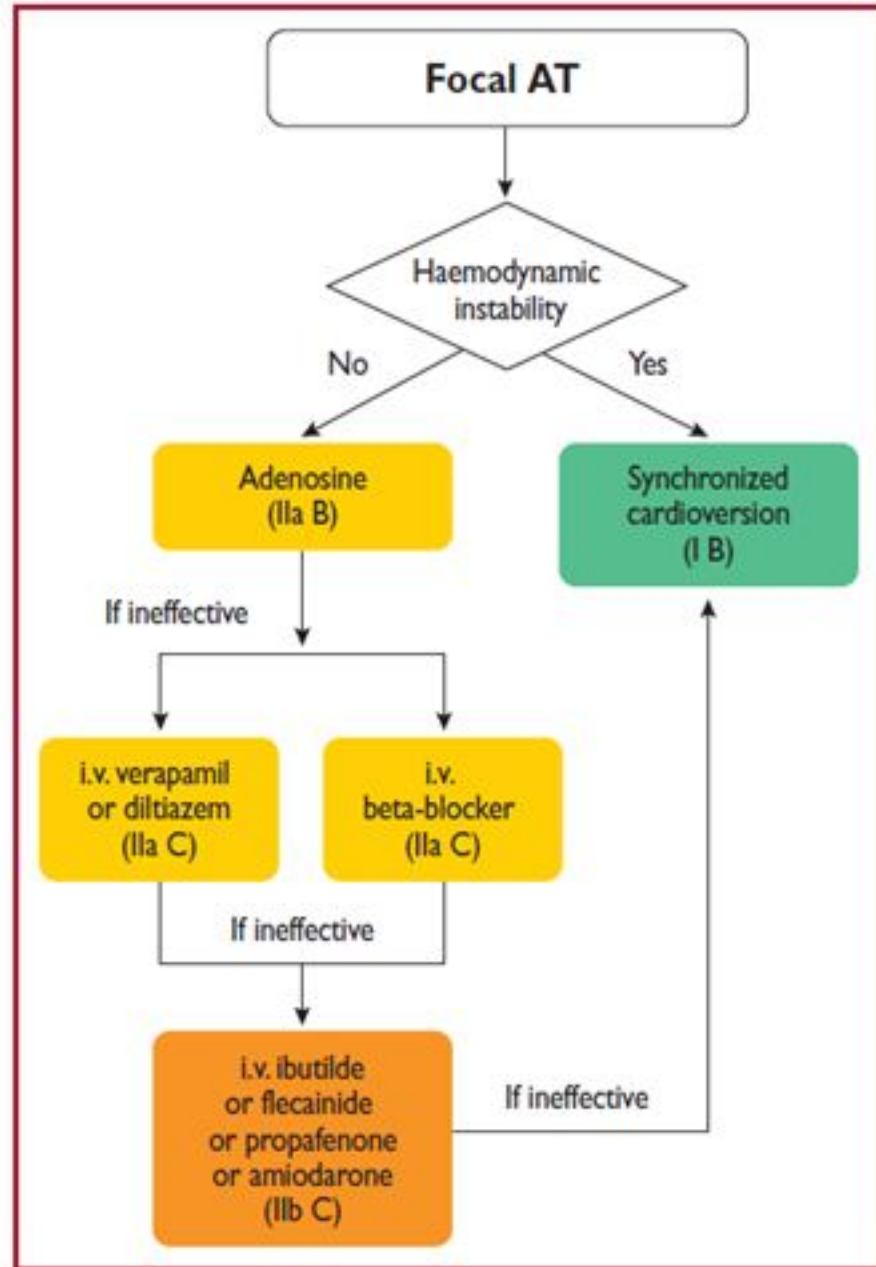 Focal AT
Haemodynamic
instability
No
Yes
Adenosine
(IIa B)
Synchronized
cardioversion
(I B)
If ineffective
i.v. verapamil
or diltiazem
(IIa C)
i.v.
beta-blocker
(IIa C)
If ineffective
i.v. ibutilde
or flecainide
or propafenone
or amiodarone
(IIb C)
If ineffective